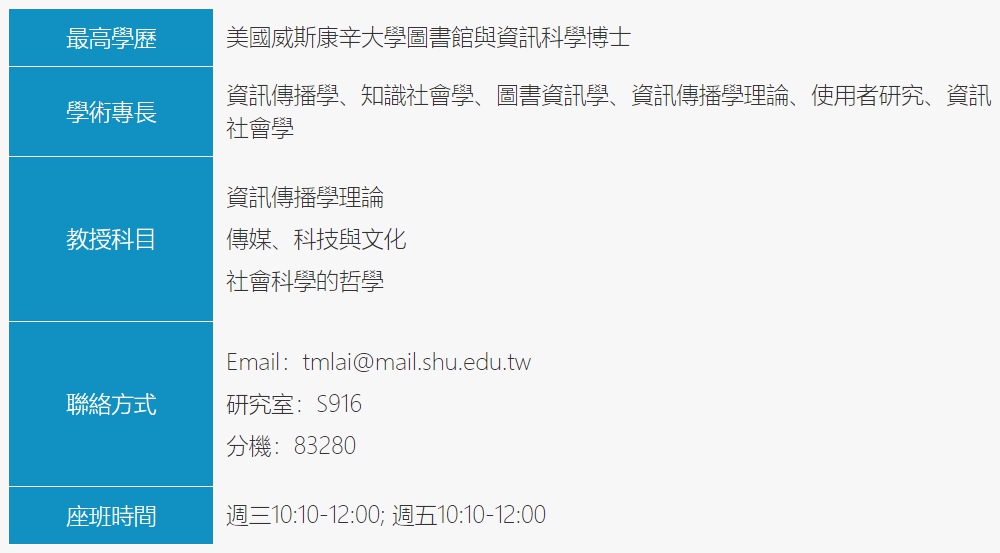 最高學歷
美國威斯康辛大學圖書館與資訊科學博士
學術專長
資訊傳播學、知識社會學、圖書資訊學、資訊傳播學理論、使用者研究、資訊
社會學
教授科目
資訊傳播學理論
傳媒、科技與文化
社會科學的哲學
聯絡方式
Email：tmlai@mail.shu.edu.tw
研究室：S916
分機：83280
座班時間
週三10:10-12:00; 週五10:10-12:00